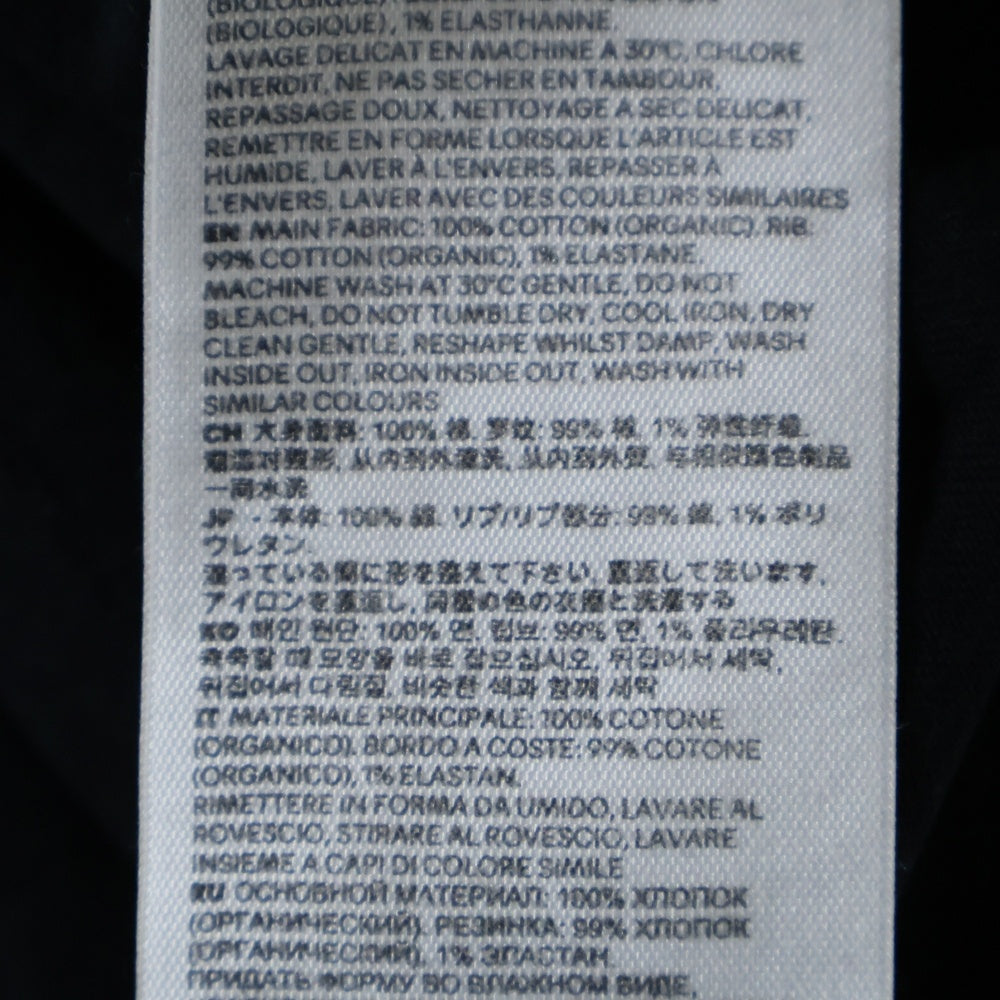 (BIOLOGIQUE), 1% ELASTHANNE.
LAVAGE DELICAT EN MACHINE A 30°C, CHLORE
INTERDIT, NE PAS SECHER EN TAMBOUR,
REPASSAGE DOUX, NETTOYAGE A SEC DELICAT,
REMETTRE EN FORME LORSQUE L'ARTICLE EST
HUMIDE, LAVER À L'ENVERS, REPASSER À
L'ENVERS, LAVER AVEC DES COULEURS SIMILAIRES
EN MAIN FABRIC: 100% COTTON (ORGANIC). RIB:
99% COTTON (ORGANIC), 1% ELASTANE.
MACHINE WASH AT 30°C GENTLE, DO NOT
BLEACH, DO NOT TUMBLE DRY, COOL IRON, DRY
CLEAN GENTLE, RESHAPE WHILST DAMP, WASH
INSIDE OUT, IRON INSIDE OUT, WASH WITH
SIMILAR COLOURS
CH 大身面料: 100% 棉. 罗纹: 99% 棉, 1% 弹性纤维.
潮湿时整形, 从内到外清洗, 从内到外熨, 与相似颜色制品
一同水洗
JP - 本体: 100% 綿. リブ/リブ部分: 99% 綿, 1% ポリ
ウレタン.
湿っている間に形を整えて下さい, 裏返して洗います,
アイロンを裏返し, 同様の色の衣類と洗濯する
KO 메인 원단: 100% 면. 립브: 99% 면, 1% 폴리우레탄.
축축할 때 모양을 바로 잡으십시오, 뒤집어서 세탁,
뒤집어서 다림질, 비슷한 색과 함께 세탁
IT MATERIALE PRINCIPALE: 100% COTONE
(ORGANICO). BORDO A COSTE: 99% COTONE
(ORGANICO), 1% ELASTAN.
RIMETTERE IN FORMA DA UMIDO, LAVARE AL
ROVESCIO, STIRARE AL ROVESCIO, LAVARE
INSIEME A CAPI DI COLORE SIMILE
RU ОСНОВНОЙ МАТЕРИАЛ: 100% ХЛОПОК
(ОРГАНИЧЕСКИЙ). РЕЗИНКА: 99% ХЛОПОК
(ОРГАНИЧЕСКИЙ), 1% ЭЛАСТАН.
ПРИДАТЬ ФОРМУ ВО ВЛАЖНОМ ВИДЕ,